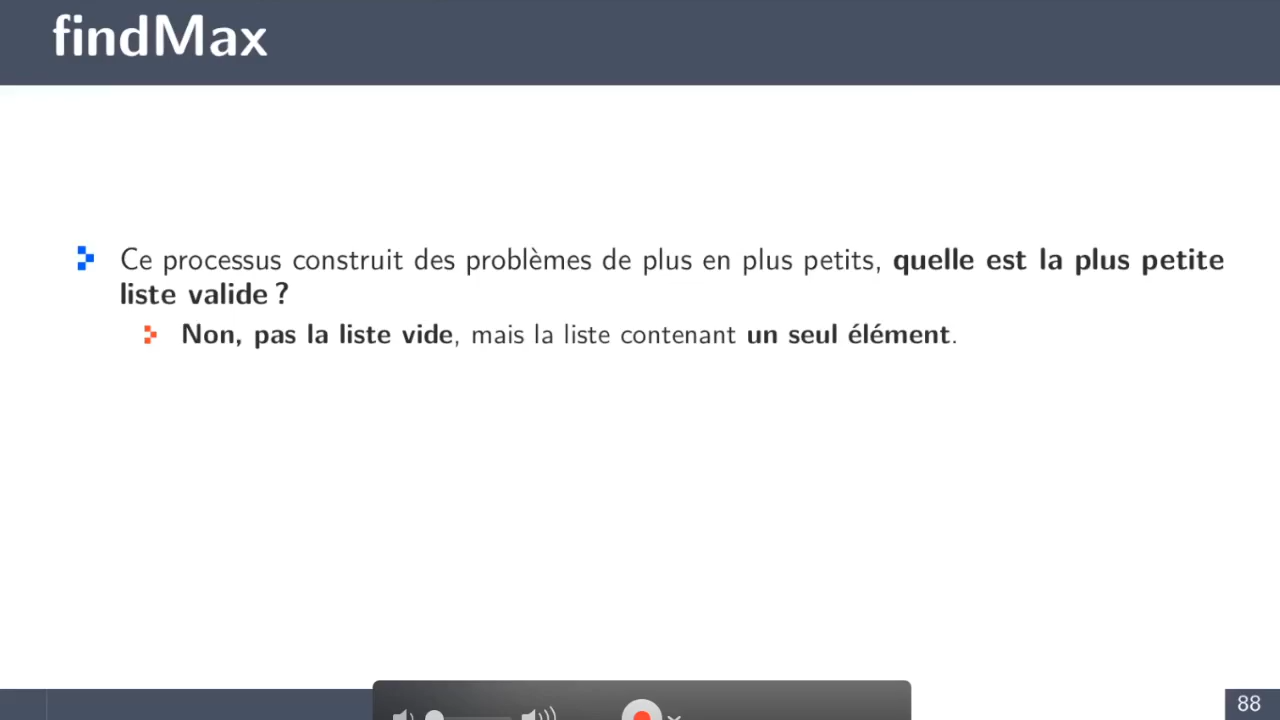 findMax
Ce processus construit des problèmes de plus en plus petits, quelle est la plus petite
liste valide ?
Non, pas la liste vide, mais la liste contenant un seul élément.
88